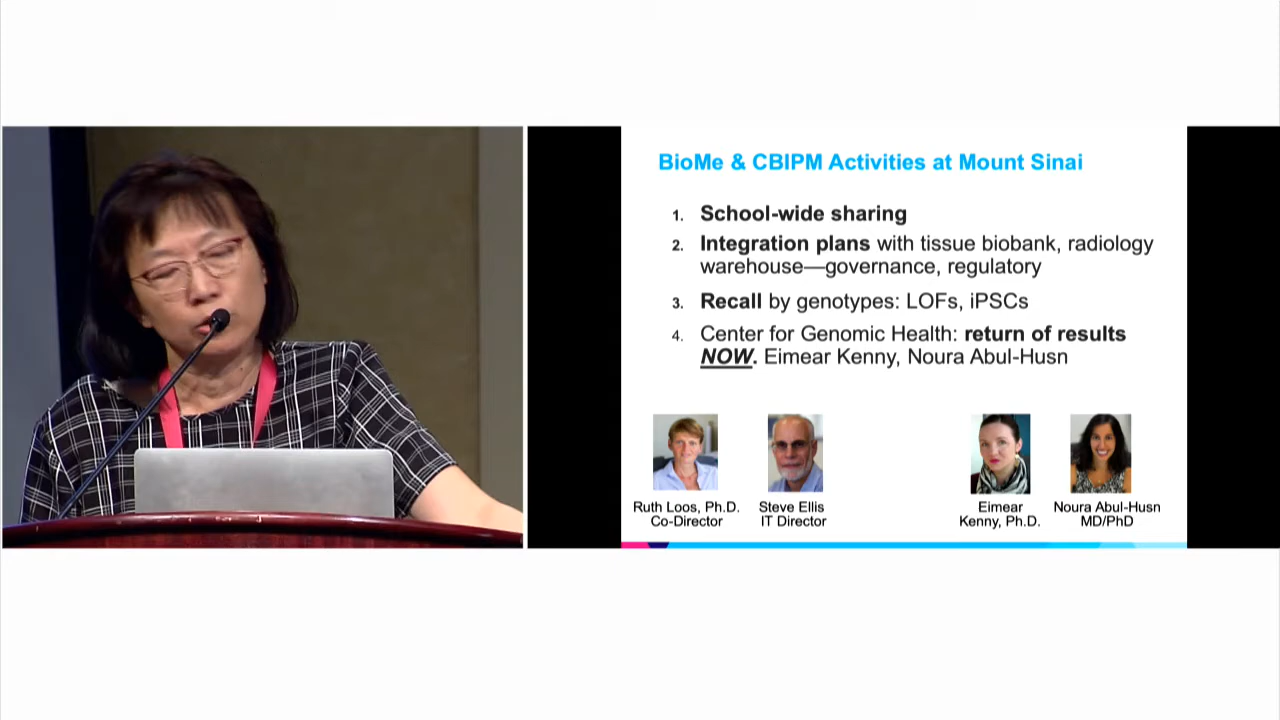 BioMe & CBIPM Activities at Mount Sinai
1. School-wide sharing
2. Integration plans with tissue biobank, radiology
warehouse—governance, regulatory
3. Recall by genotypes: LOFs, iPSCs
4. Center for Genomic Health: return of results
NOW. Eimear Kenny, Noura Abul-Husn
Ruth Loos, Ph.D.
Co-Director
Steve Ellis
IT Director
Eimear
Kenny, Ph.D.
Noura Abul-Husn
MD/PhD